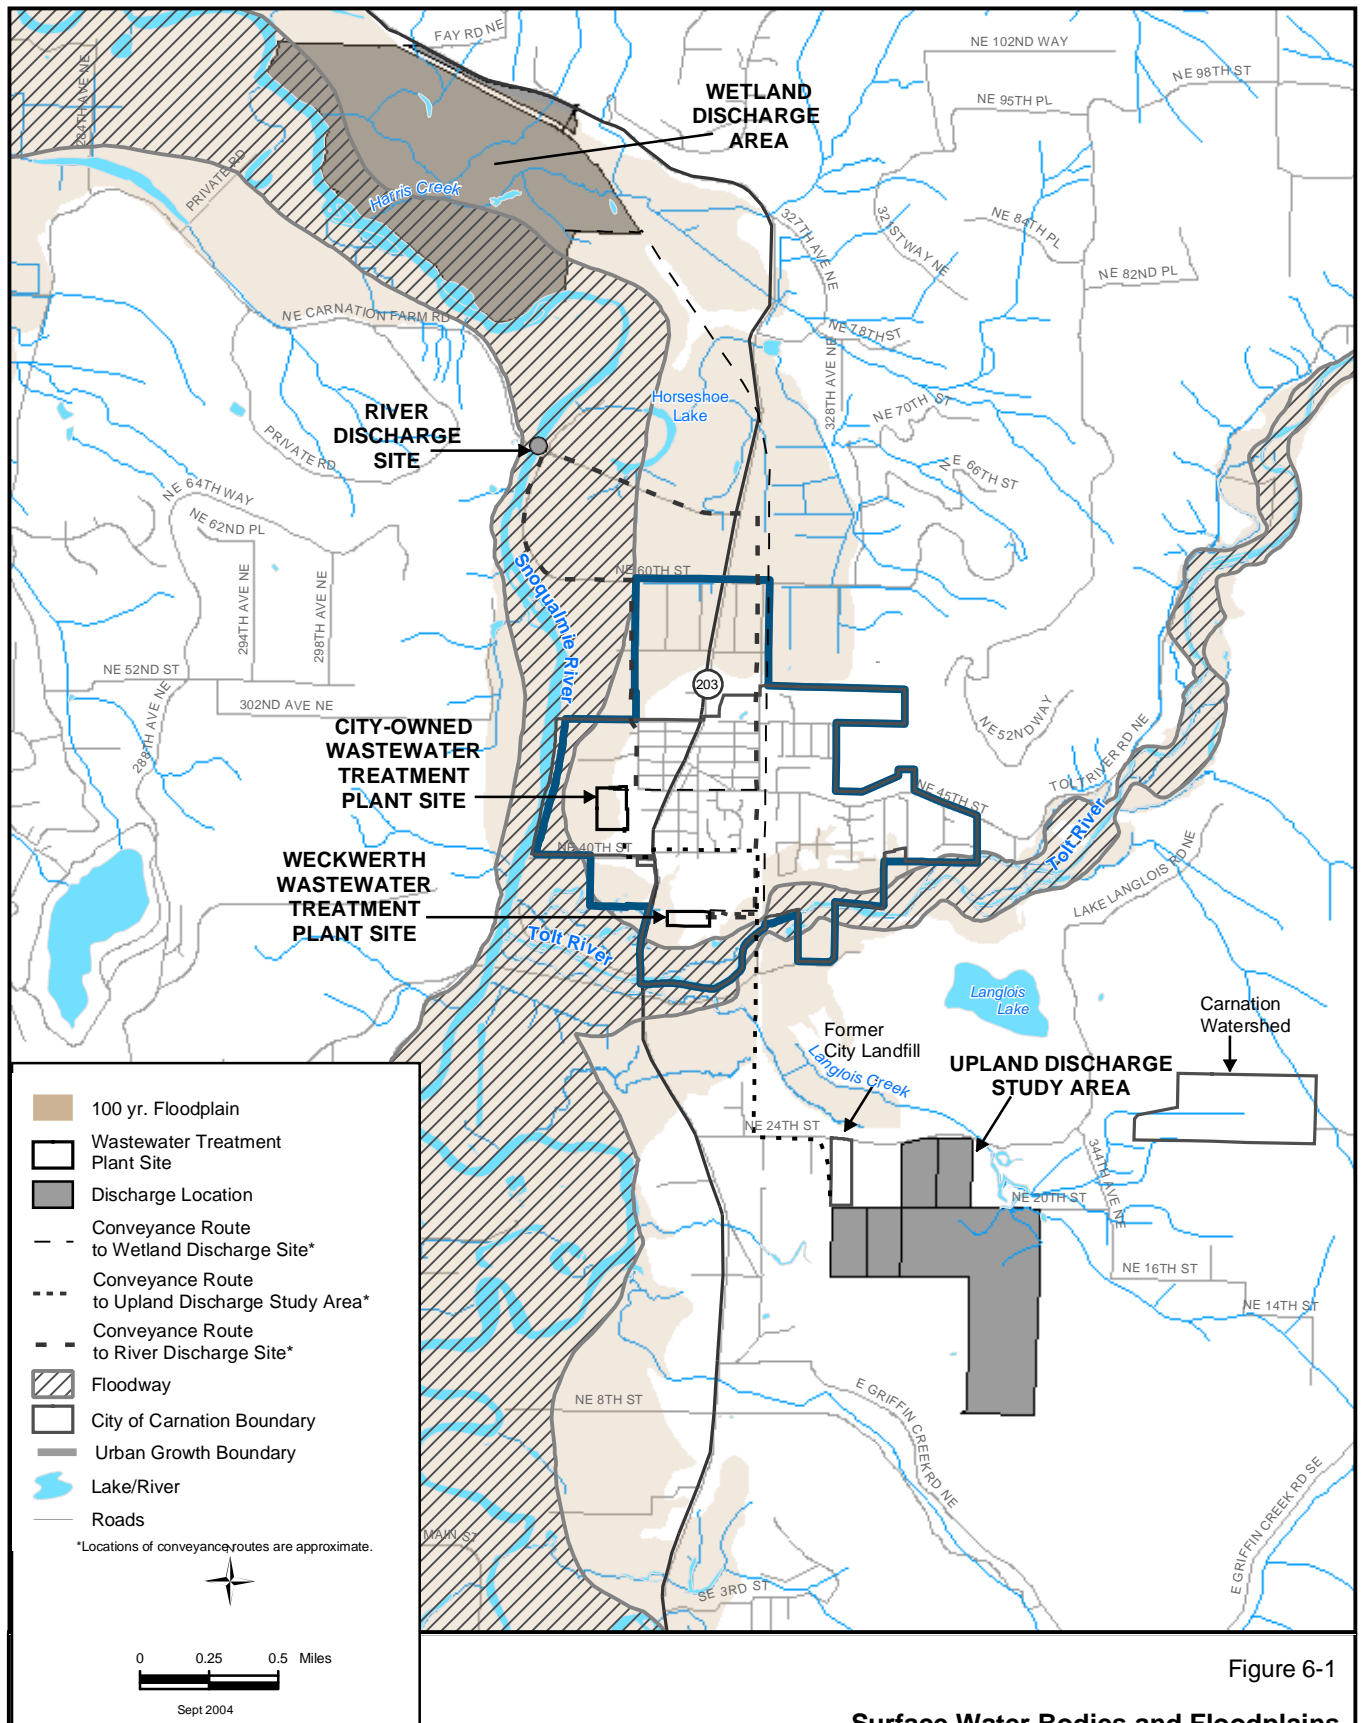 FAY RD NE
NE 102ND WAY
NE 98TH ST
NE 95TH PL
284TH AVE NE
WETLAND
DISCHARGE
AREA
PRIVATE RD
Harris Creek
327TH AVE NE
321ST WAY NE
NE 84TH PL
NE 82ND PL
NE CARNATION FARM RD
NE 78TH ST
328TH AVE NE
Horseshoe
Lake
NE 70TH ST
RIVER
DISCHARGE
SITE
PRIVATE RD
NE 66TH ST
NE 64TH WAY
NE 62ND PL
NE 60TH ST
Snoqualmie River
294TH AVE NE
298TH AVE NE
NE 52ND ST
302ND AVE NE
288TH AVE NE
203
NE 52ND WAY
TOLT RIVER RD NE
CITY-OWNED
WASTEWATER
TREATMENT
PLANT SITE
NE 45TH ST
Tolt River
NE 40TH ST
WECKWERTH
WASTEWATER
TREATMENT
PLANT SITE
LAKE LANGLOIS RD NE
Tolt River
Langlois
Lake
Carnation
Watershed
Former
City Landfill
Langlois Creek
UPLAND DISCHARGE
STUDY AREA
NE 24TH ST
344TH AVE NE
NE 20TH ST
NE 16TH ST
NE 14TH ST
NE 8TH ST
E GRIFFIN CREEK RD NE
E GRIFFIN CREEK RD SE
MAIN ST
SE 3RD ST
100 yr. Floodplain
Wastewater Treatment
Plant Site
Discharge Location
Conveyance Route
to Wetland Discharge Site*
Conveyance Route
to Upland Discharge Study Area*
Conveyance Route
to River Discharge Site*
Floodway
City of Carnation Boundary
Urban Growth Boundary
Lake/River
Roads
*Locations of conveyance routes are approximate.
N
0 0.25 0.5 Miles
Sept 2004
Figure 6-1
Surface Water Bodies and Floodplains